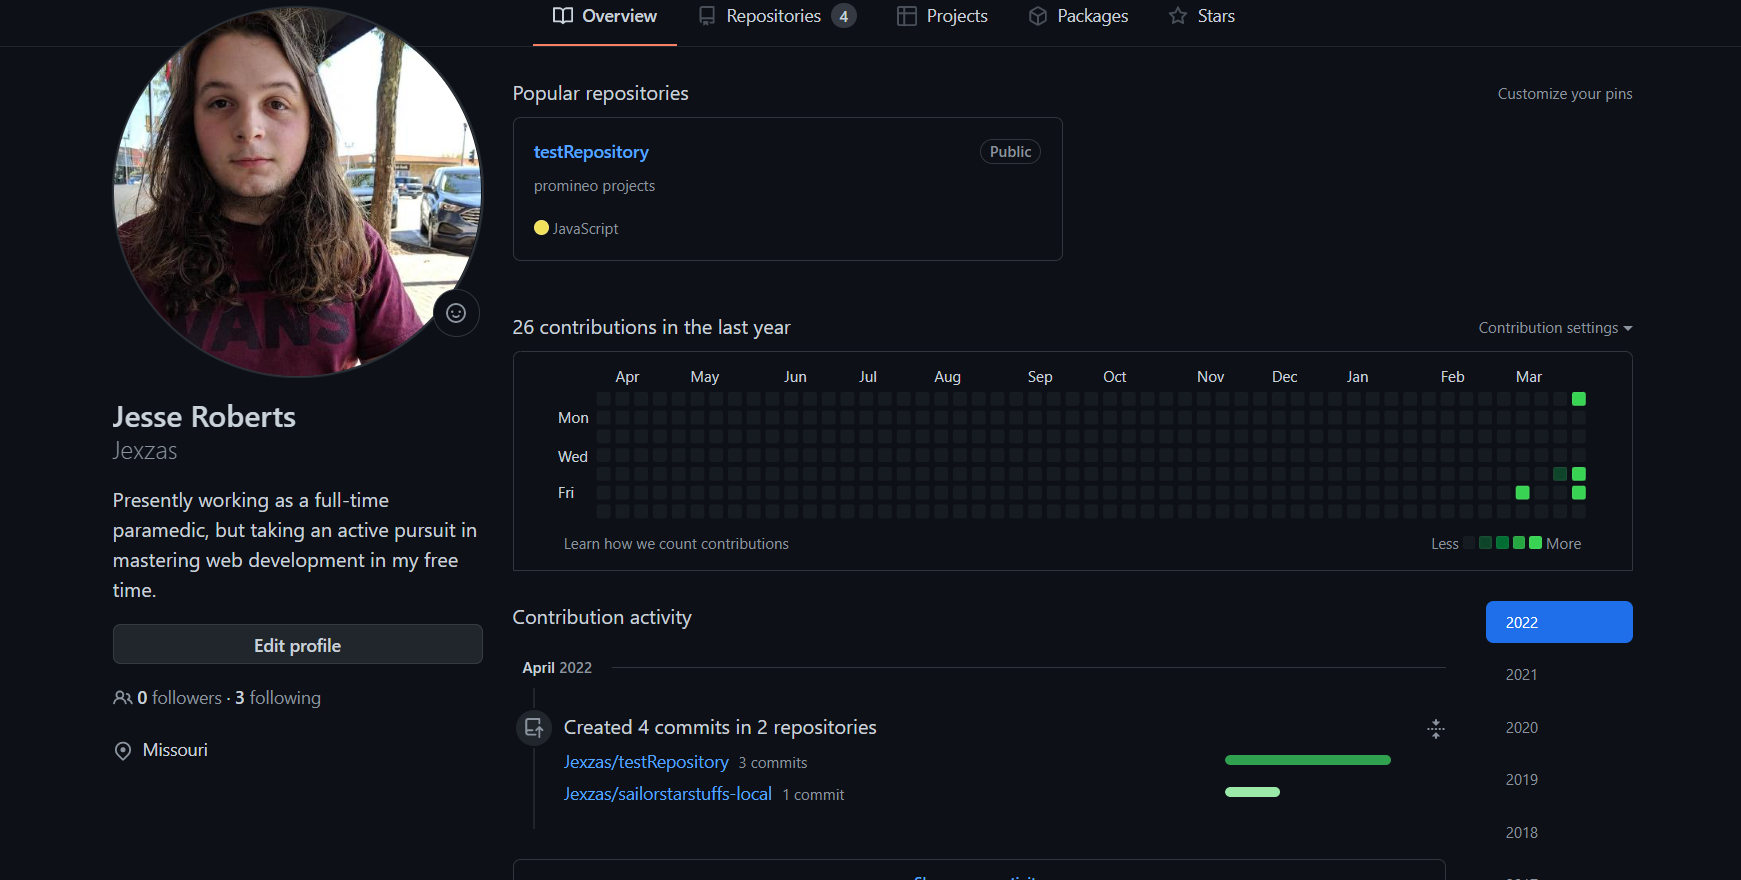 Overview
Repositories 4
Projects
Packages
Stars
VANS
Jesse Roberts
Jexzas
Presently working as a full-time
paramedic, but taking an active pursuit in
mastering web development in my free
time.
Edit profile
0 followers · 3 following
Missouri
Popular repositories
Customize your pins
testRepository
Public
promineo projects
JavaScript
26 contributions in the last year
Contribution settings
Apr May Jun Jul Aug Sep Oct Nov Dec Jan Feb Mar
Mon
Wed
Fri
Learn how we count contributions
Less More
Contribution activity
2022
2021
2020
2019
2018
April 2022
Created 4 commits in 2 repositories
Jexzas/testRepository 3 commits
Jexzas/sailorstarstuffs-local 1 commit